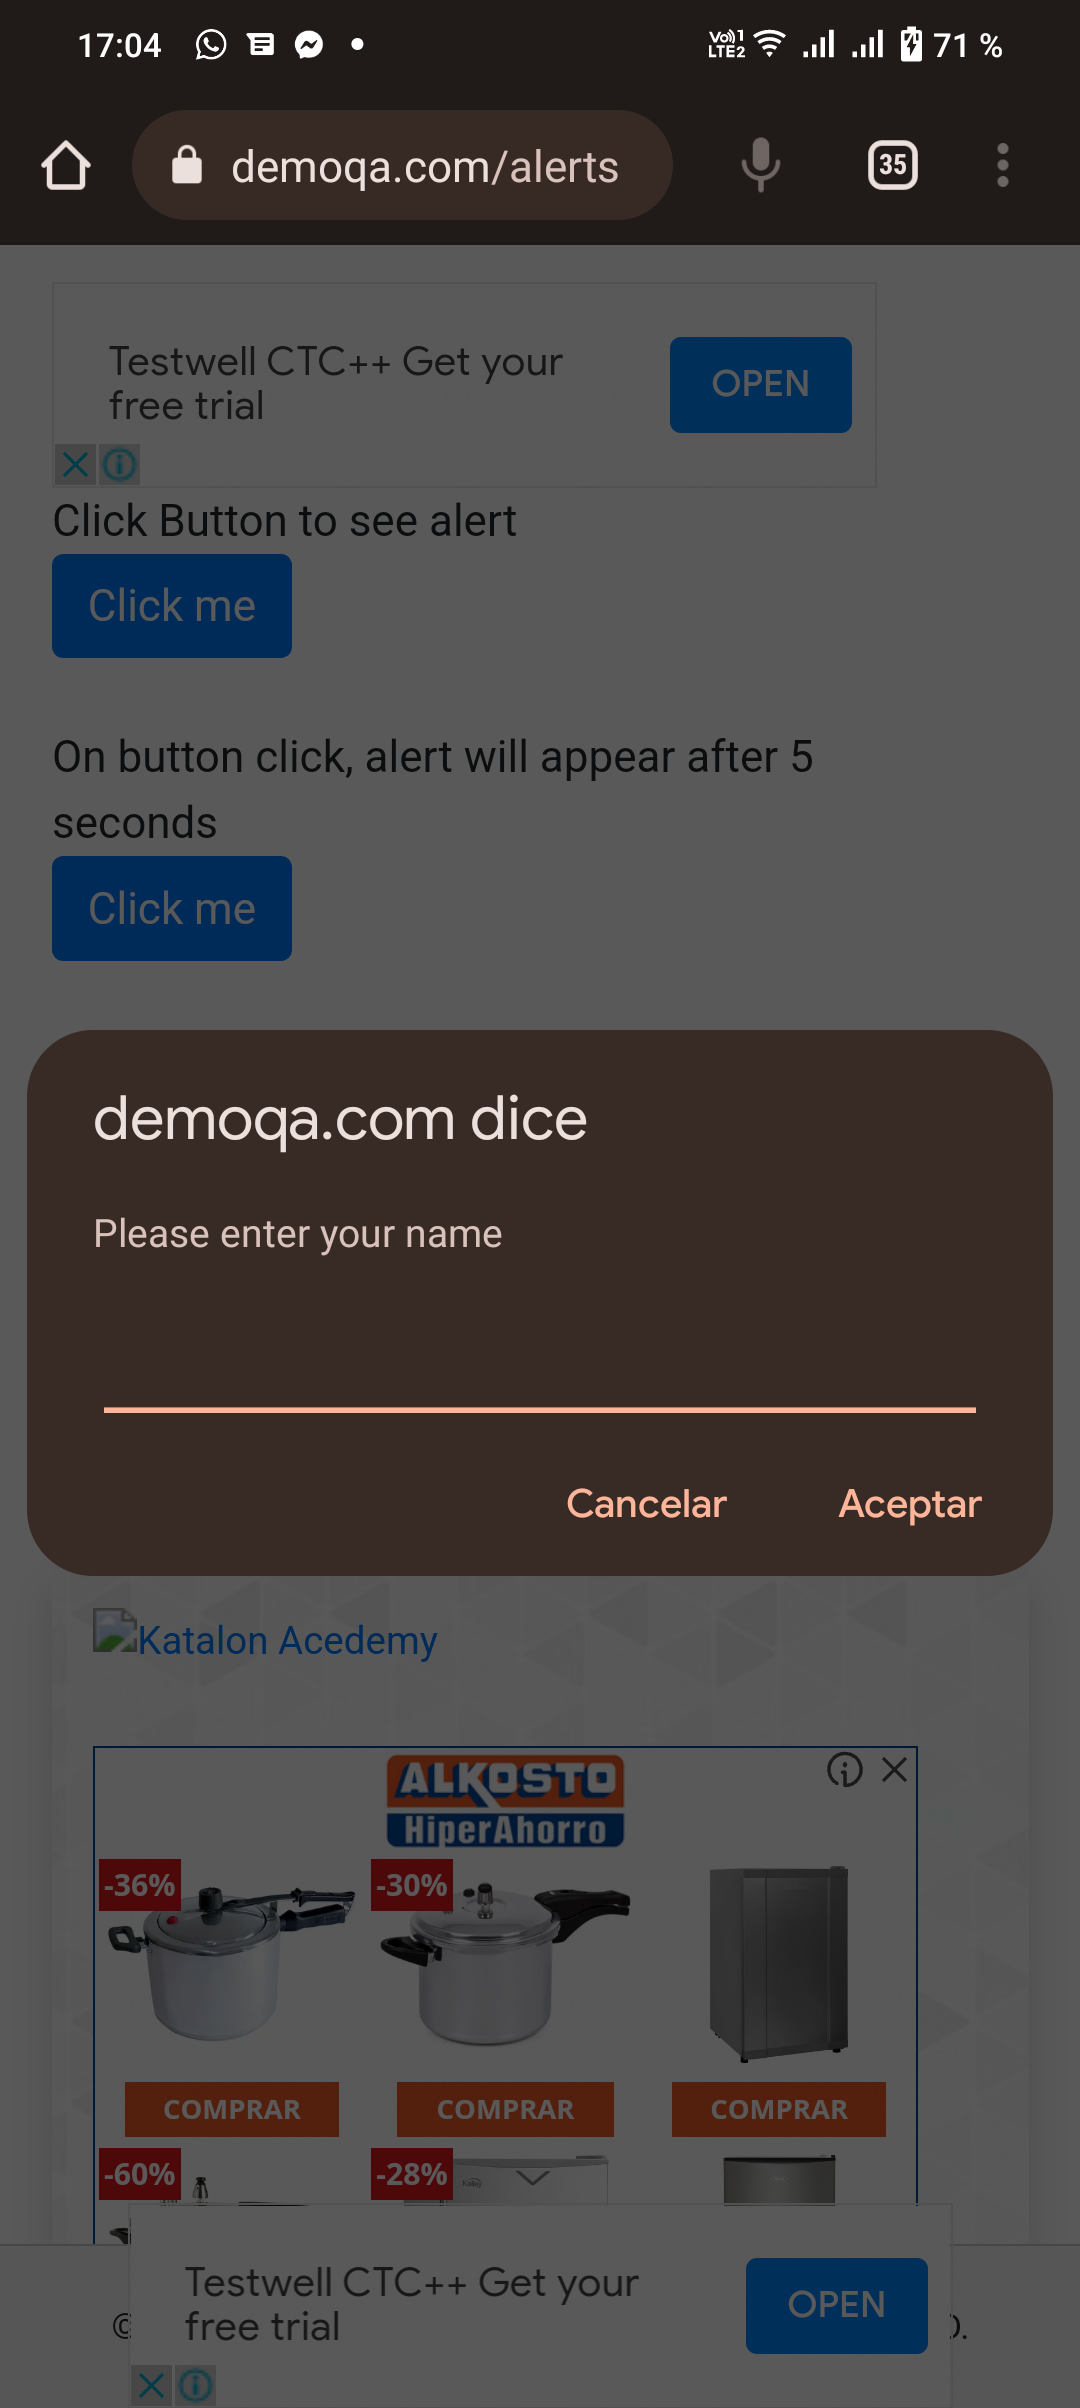 17:04
Vo)) 1
LTE2
71 %
demoqa.com/alerts
35
Testwell CTC++ Get your
free trial
OPEN
Click Button to see alert
Click me
On button click, alert will appear after 5
seconds
Click me
demoqa.com dice
Please enter your name
Cancelar
Aceptar
Katalon Acedemy
ALKOSTO
HiperAhorro
-36%
-30%
COMPRAR
COMPRAR
COMPRAR
-60%
-28%
Testwell CTC++ Get your
free trial
OPEN
©
.